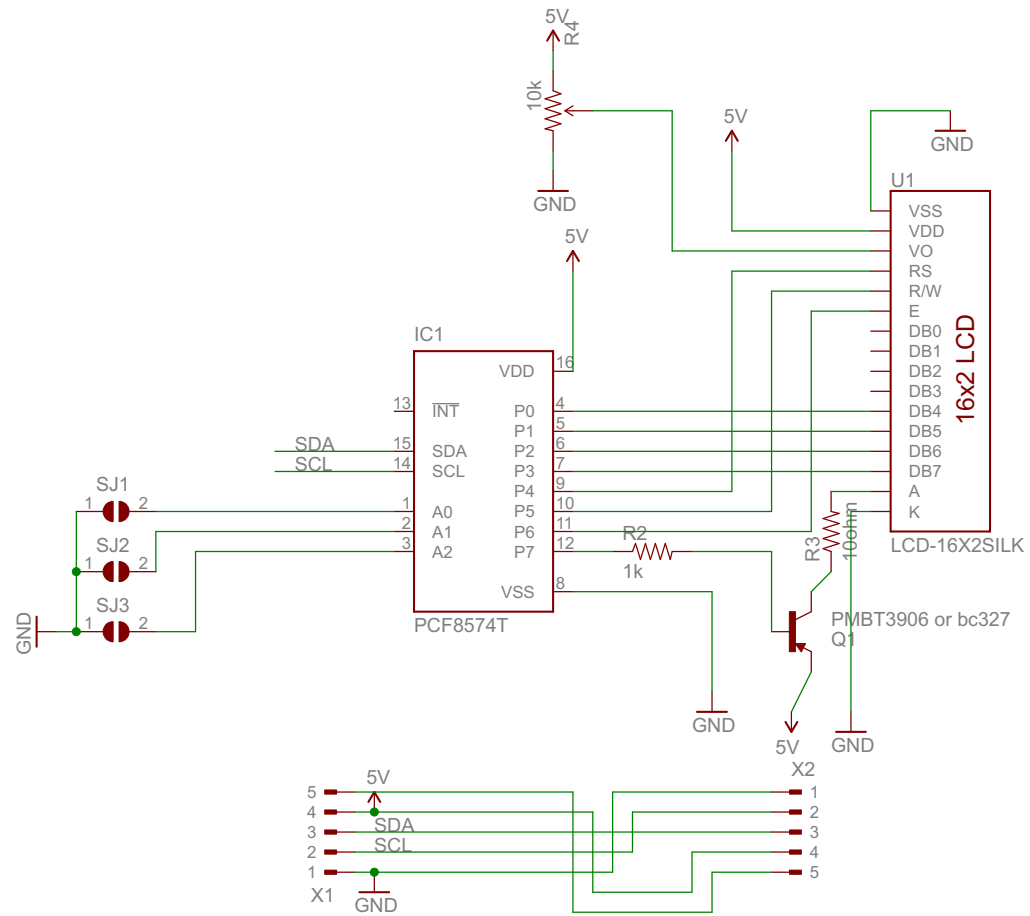 5V
R4
10k
GND
5V
GND
U1
VSS
VDD
VO
RS
R/W
E
DB0
DB1
DB2
DB3
DB4
DB5
DB6
DB7
A
K
16x2 LCD
LCD-16X2SILK
5V
IC1
VDD
16
13
INT
P0
4
P1
5
SDA
15
SDA
P2
6
SCL
14
SCL
P3
7
P4
9
SJ1
1
2
1
A0
P5
10
2
A1
P6
11
3
A2
P7
12
R2
1k
R3
10ohm
SJ2
1
2
VSS
8
SJ3
1
2
GND
PCF8574T
PMBT3906 or bc327
Q1
GND
5V
GND
5V
X2
5
1
4
2
SDA
3
3
SCL
2
4
1
5
X1
GND